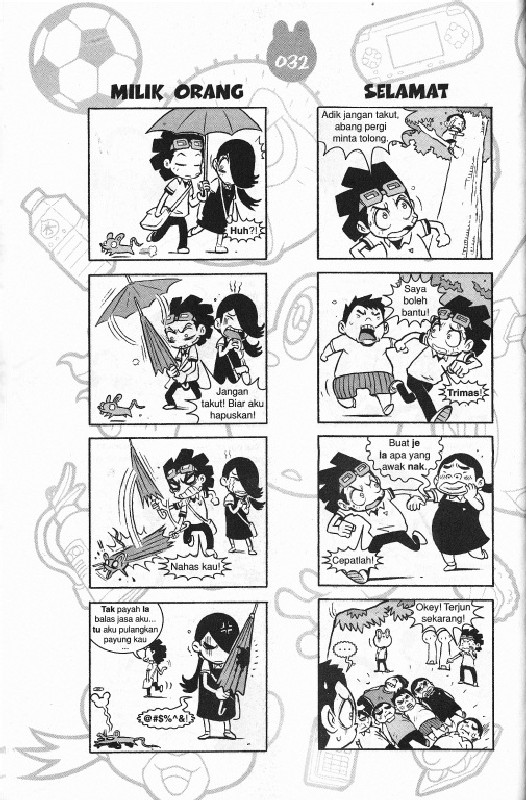 032
MILIK ORANG
Huh?!
Jangan
takut! Biar aku
hapuskan!
Nahas kau!
Tak payah la
balas jasa aku...
tu aku pulangkan
payung kau
...
@#$%^&!
SELAMAT
Adik jangan takut,
abang pergi
minta tolong.
Saya
boleh
bantu!
Trimas!
Buat je
la apa yang
awak nak.
Cepatlah!
Okey! Terjun
sekarang!
...